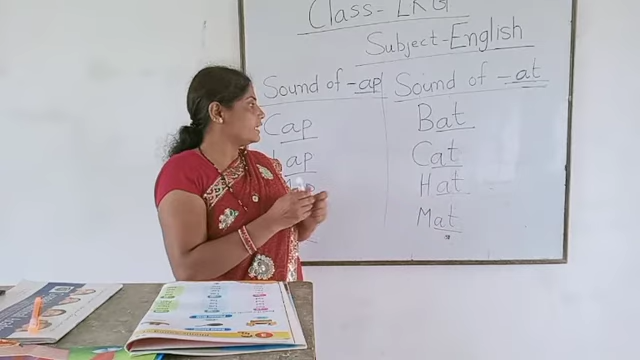 Class- LKG
Subject-English
Sound of -ap
Sound of -at
Cap
Lap
Bat
Cat
Hat
Mat